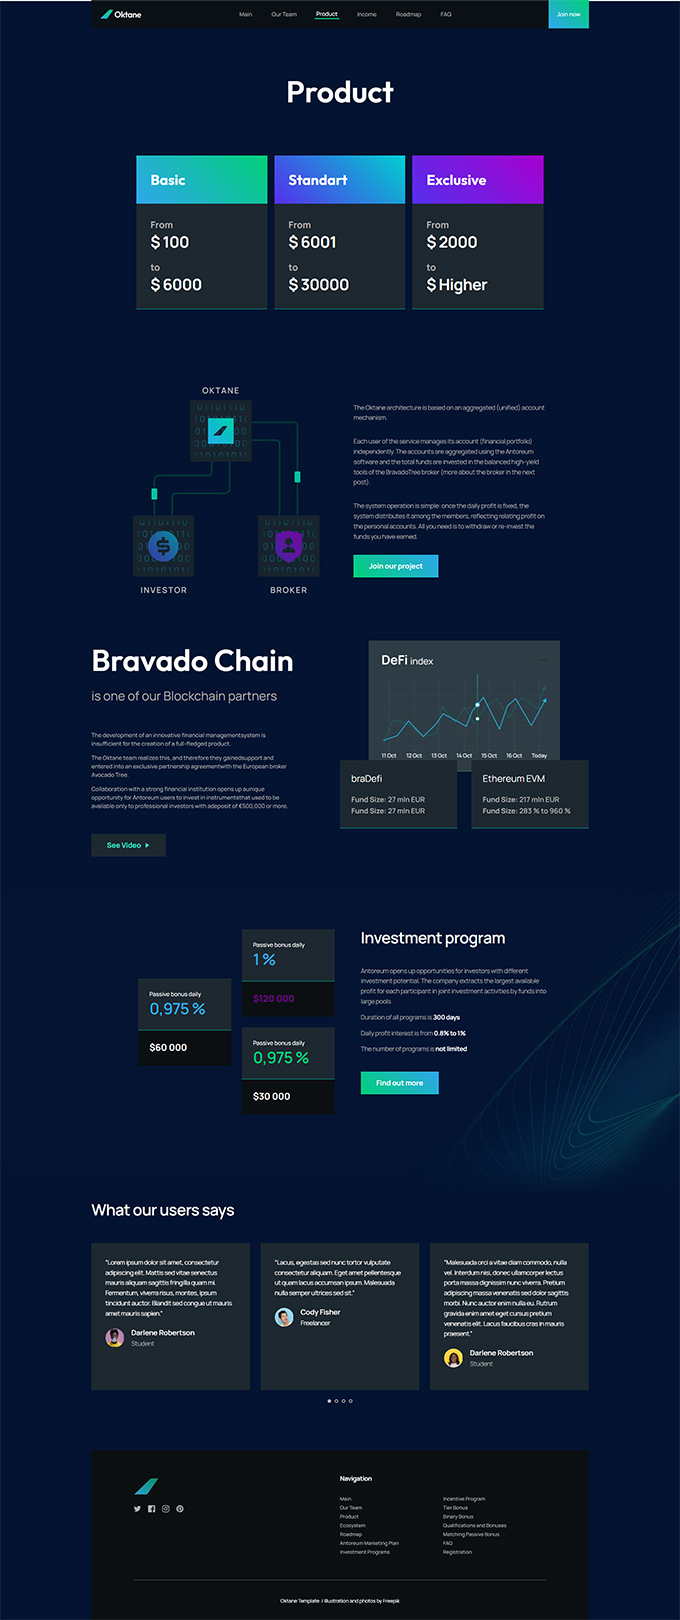 Oktane
Main Our Team Product Income Roadmap FAQ
Join now
Product
Basic
From
$ 100
to
$ 6000
Standart
From
$ 6001
to
$ 30000
Exclusive
From
$ 2000
to
$ Higher
OKTANE
INVESTOR
BROKER
The Oktane architecture is based on an aggregated (unified) account
mechanism.
Each user of the service manages its account (financial portfolio)
independently. The accounts are aggregated using the Antoreum
software and the total funds are invested in the balanced high-yield
tools of the BravadoTree broker (more about the broker in the next
post).
The system operation is simple: once the daily profit is fixed, the
system distributes it among the members, reflecting relating profit on
the personal accounts. All you need is to withdraw or re-invest the
funds you have earned.
Join our project
Bravado Chain
is one of our Blockchain partners
The development of an innovative financial managementsystem is
insufficient for the creation of a full-fledged product.
The Oktane team realizes this, and therefore they gainedsupport and
entered into an exclusive partnership agreementwith the European broker
Avocado Tree.
Collaboration with a strong financial institution opens up aunique
opportunity for Antoreum users to invest in instrumentsthat used to be
available only to professional investors with adeposit of €500,000 or more.
See Video
DeFi index
11 Oct 12 Oct 13 Oct 14 Oct 15 Oct 16 Oct Today
braDefi
Fund Size: 27 mln EUR
Fund Size: 27 mln EUR
Ethereum EVM
Fund Size: 217 mln EUR
Fund Size: 283 % to 960 %
Passive bonus daily
1 %
$120 000
Passive bonus daily
0,975 %
$60 000
Passive bonus daily
0,975 %
$30 000
Investment program
Antoreum opens up opportunities for investors with different
investment potential. The company extracts the largest available
profit for each participant in joint investment activities by funds into
large pools
Duration of all programs is 300 days
Daily profit interest is from 0.8% to 1%
The number of programs is not limited
Find out more
What our users says
"Lorem ipsum dolor sit amet, consectetur
adipiscing elit. Mattis sed vitae senectus
mauris aliquam sagittis fringilla quam mi.
Fermentum, viverra risus, montes, ipsum
tincidunt auctor. Blandit sed congue ut mauris
amet mauris sapien."
Darlene Robertson
Student
"Lacus, egestas sed nunc tortor vulputate
consectetur aliquam. Eget amet pellentesque
ut quam lacus accumsan ipsum. Malesuada
nulla semper ultrices sed sit."
Cody Fisher
Freelancer
"Malesuada orci a vitae diam commodo, nulla
vel. Interdum nisi, donec ullamcorper lectus
porta massa dignissim nunc viverra. Pretium
adipiscing massa venenatis sed dolor sagittis
morbi. Nunc auctor enim nulla eu. Rutrum
gravida enim amet eget cursus pretium
venenatis elit. Lacus faucibus cras in mauris
praesent."
Darlene Robertson
Student
Navigation
Main
Our Team
Product
Ecosystem
Roadmap
Antoreum Marketing Plan
Investment Programs
Incentive Program
Tier Bonus
Binary Bonus
Qualifications and Bonuses
Matching Passive Bonus
FAQ
Registration
Oktane Template / Illustration and photos by Freepik